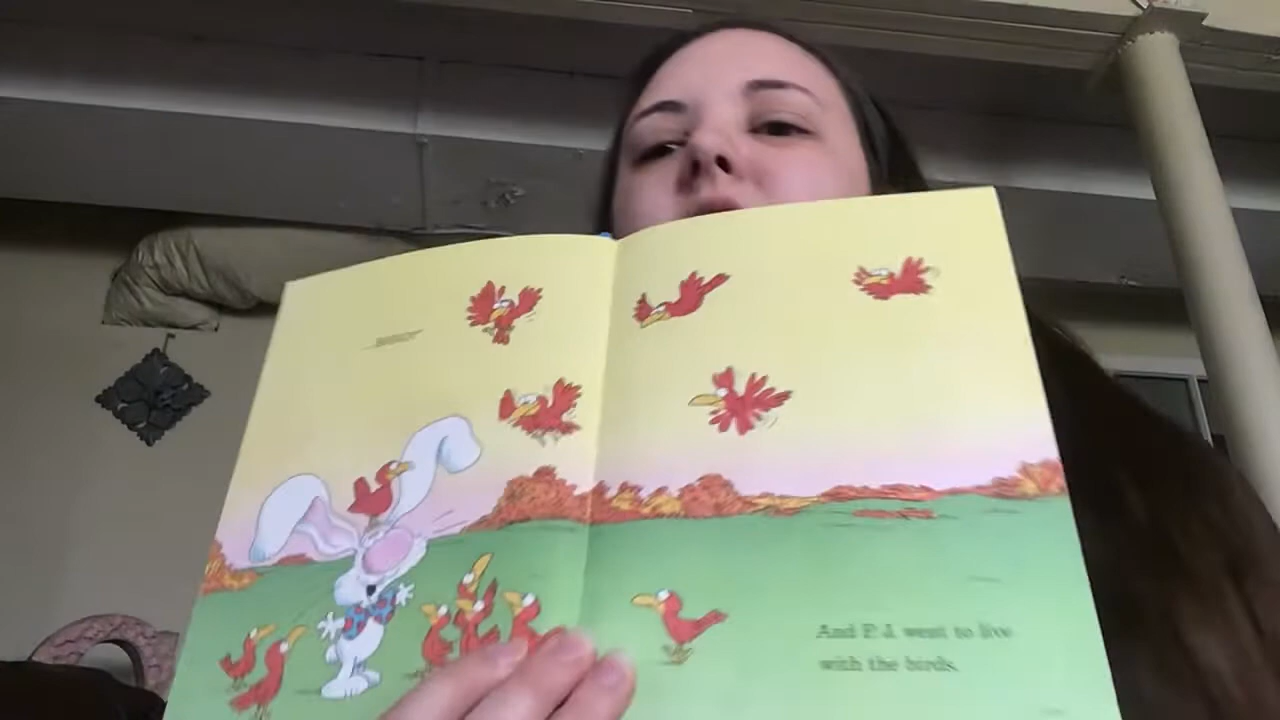 And P. J. went to live
with the birds.